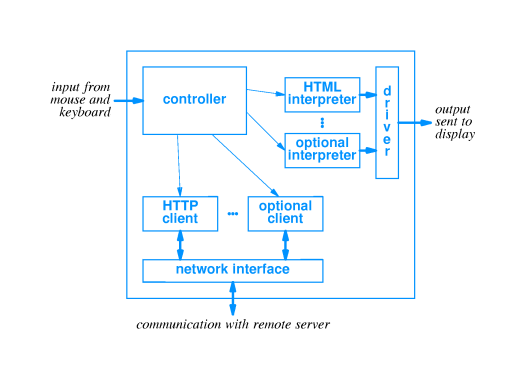 input from
mouse and
keyboard
controller
HTML
interpreter
optional
interpreter
driver
output
sent to
display
HTTP
client
optional
client
network interface
communication with remote server